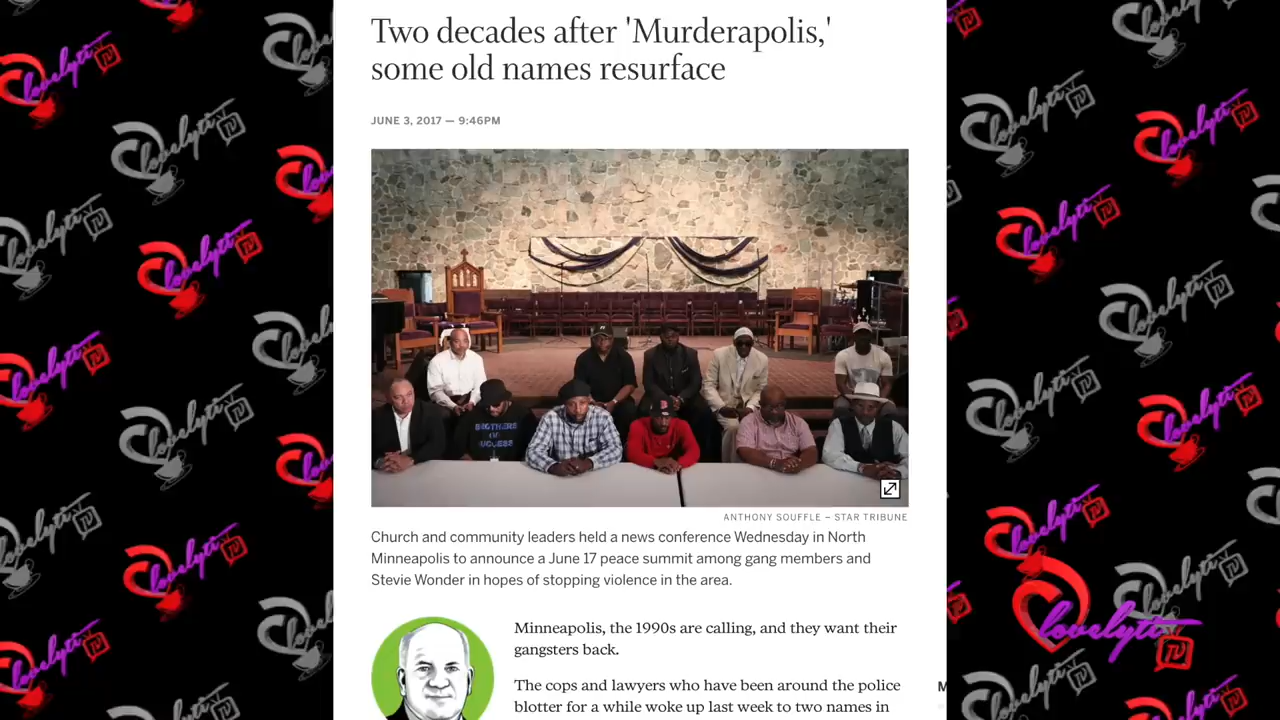 Two decades after 'Murderapolis,'
some old names resurface
JUNE 3, 2017 — 9:46PM
BROTHERS
ANTHONY SOUFFLE – STAR TRIBUNE
Church and community leaders held a news conference Wednesday in North
Minneapolis to announce a June 17 peace summit among gang members and
Stevie Wonder in hopes of stopping violence in the area.
Minneapolis, the 1990s are calling, and they want their
gangsters back.
The cops and lawyers who have been around the police
blotter for a while woke up last week to two names in
lovelyti TV